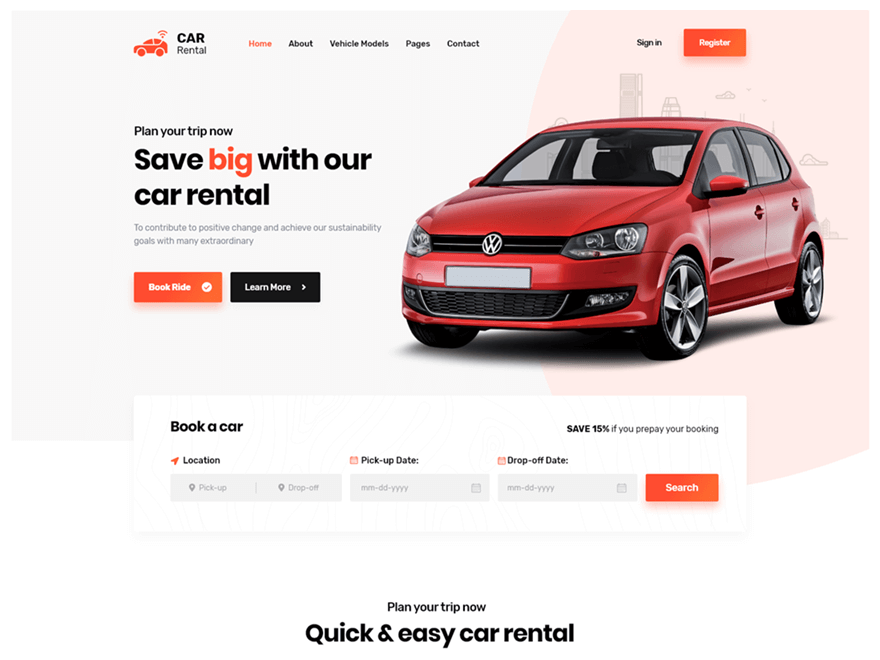 CAR
Rental
Home About Vehicle Models Pages Contact
Sign in Register
Plan your trip now
Save big with our
car rental
To contribute to positive change and achieve our sustainability
goals with many extraordinary
Book Ride Learn More
Book a car
SAVE 15% if you prepay your booking
Location Pick-up Date: Drop-off Date:
Pick-up Drop-off mm-dd-yyyy mm-dd-yyyy Search
Plan your trip now
Quick & easy car rental